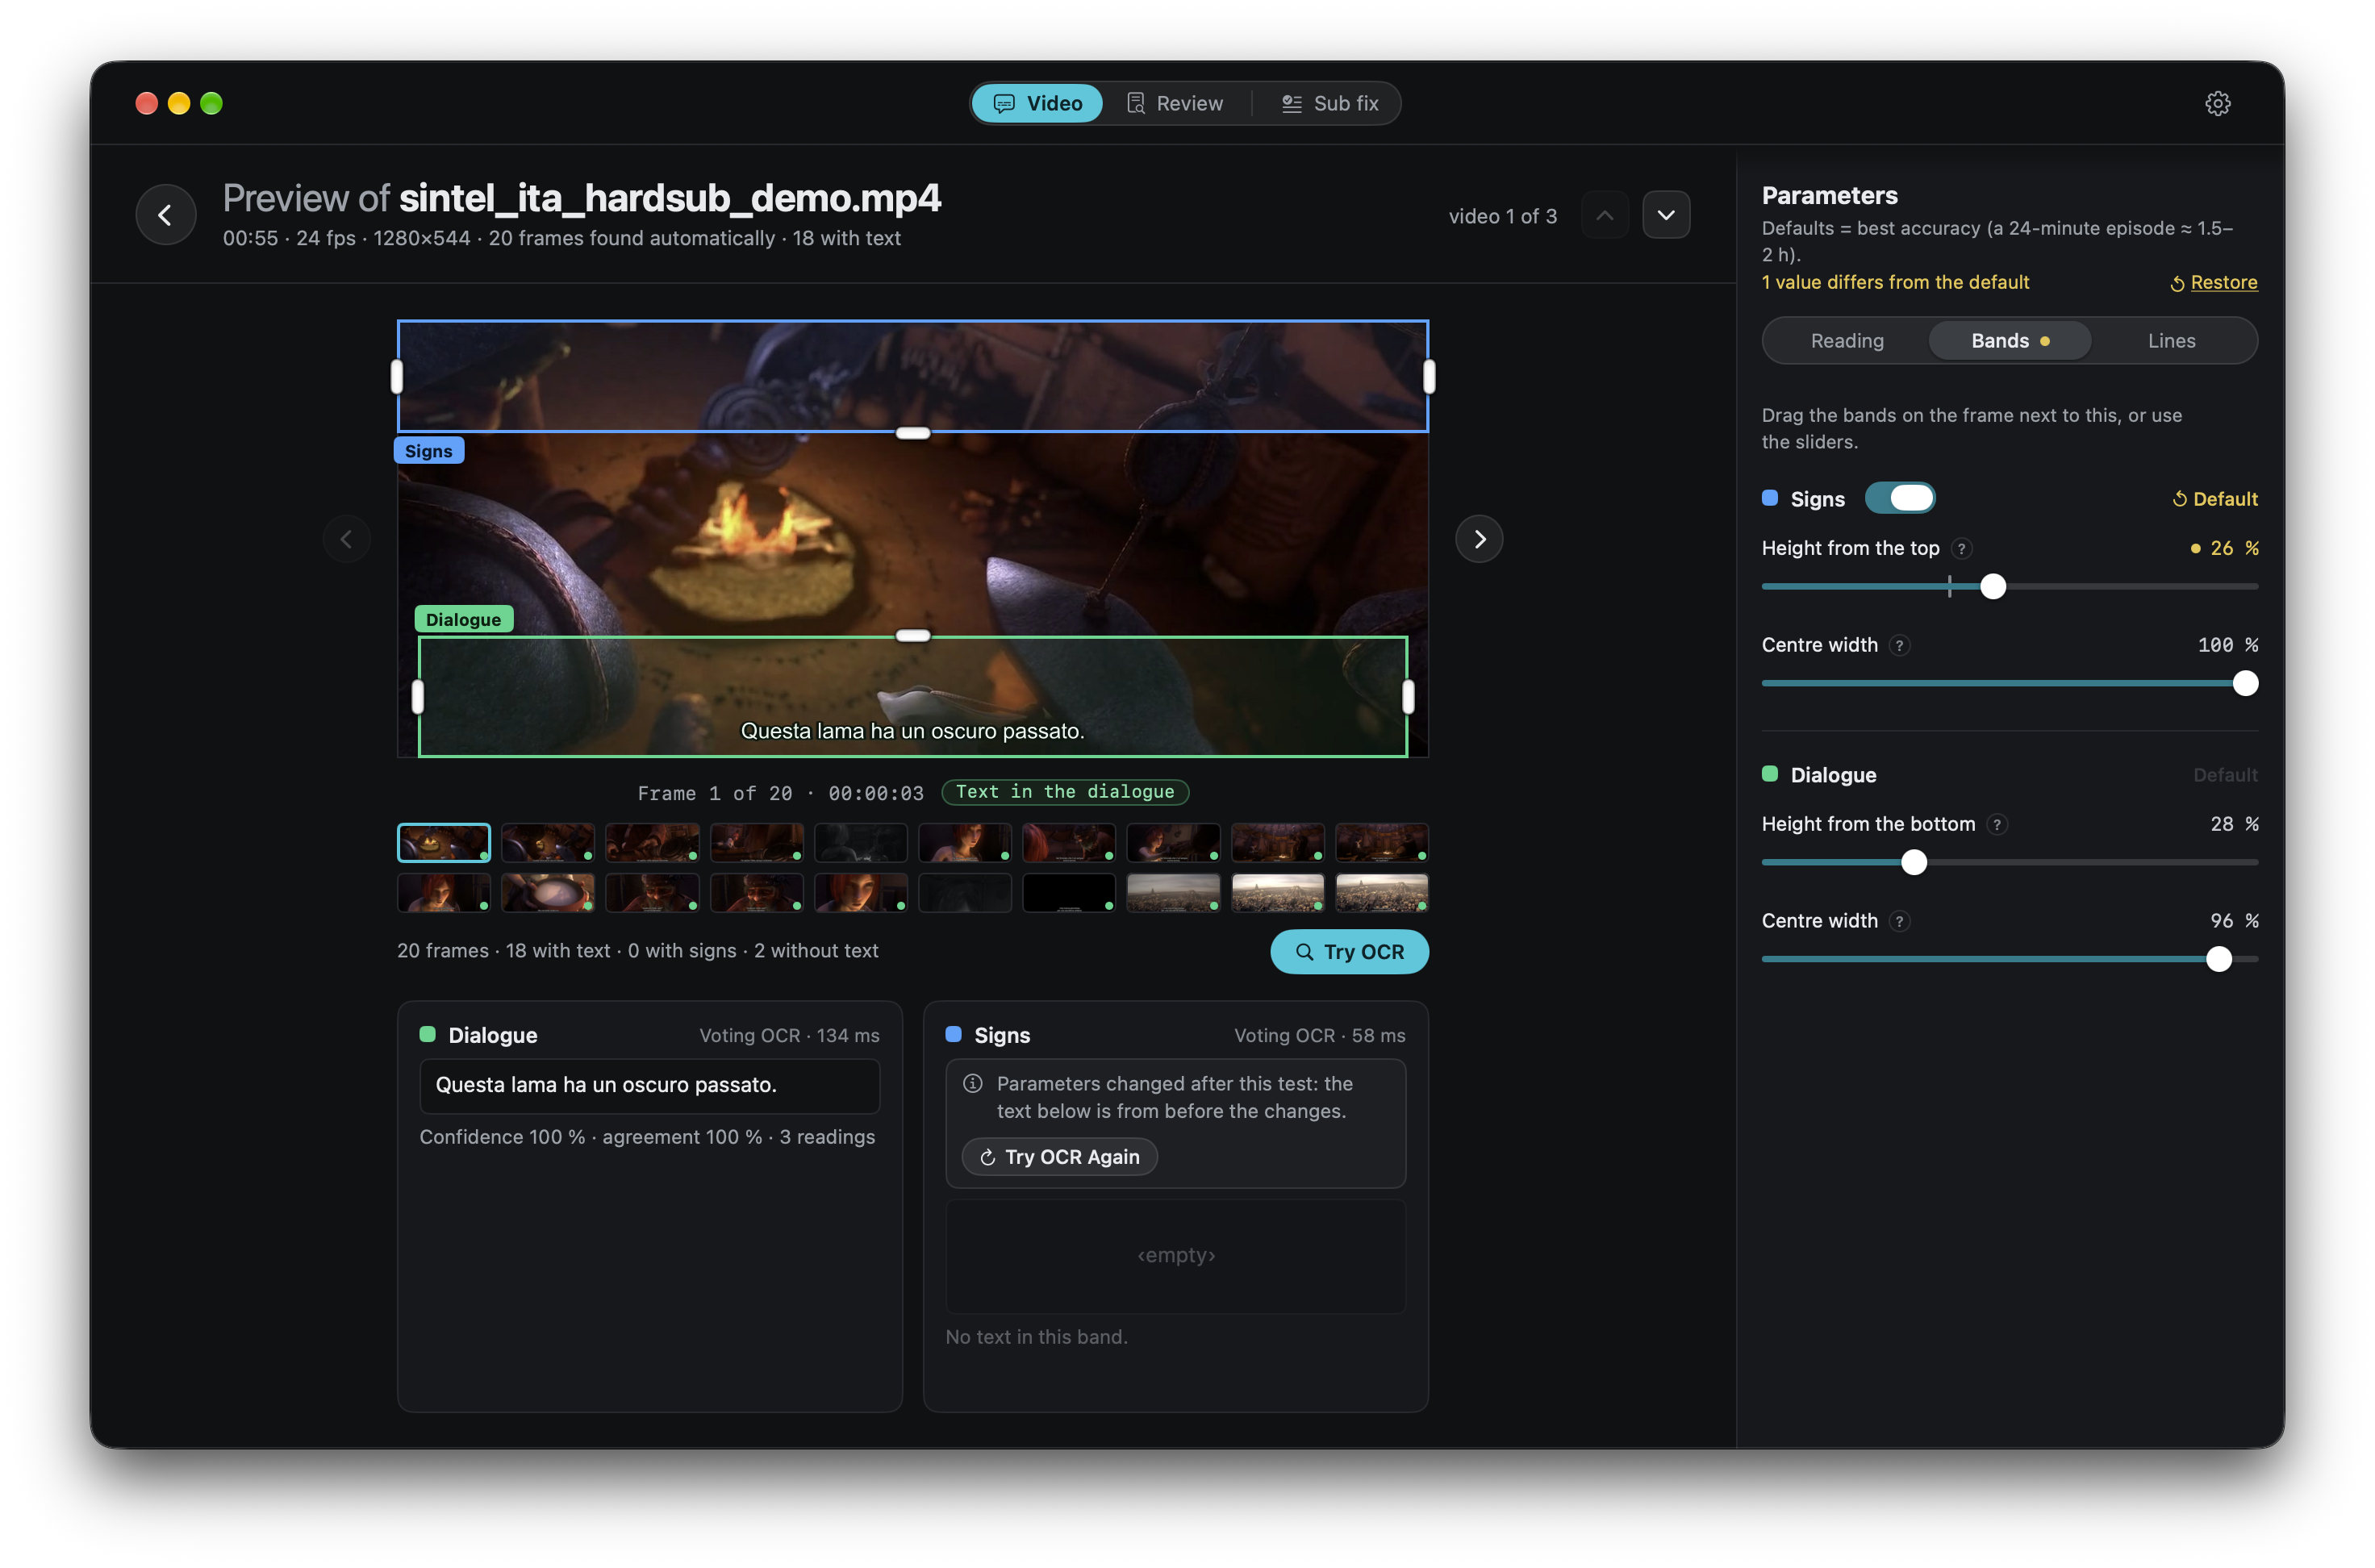 Video
Review
Sub fix
Preview of sintel_ita_hardsub_demo.mp4
00:55 · 24 fps · 1280×544 · 20 frames found automatically · 18 with text
video 1 of 3
Signs
Dialogue
Questa lama ha un oscuro passato.
Frame 1 of 20 · 00:00:03
Text in the dialogue
20 frames · 18 with text · 0 with signs · 2 without text
Try OCR
Dialogue
Voting OCR · 134 ms
Questa lama ha un oscuro passato.
Confidence 100 % · agreement 100 % · 3 readings
Signs
Voting OCR · 58 ms
Parameters changed after this test: the
text below is from before the changes.
Try OCR Again
‹empty›
No text in this band.
Parameters
Defaults = best accuracy (a 24-minute episode ≈ 1.5–
2 h).
1 value differs from the default
Restore
Reading
Bands
Lines
Drag the bands on the frame next to this, or use
the sliders.
Signs
Default
Height from the top ?
26 %
Centre width ?
100 %
Dialogue
Default
Height from the bottom ?
28 %
Centre width ?
96 %